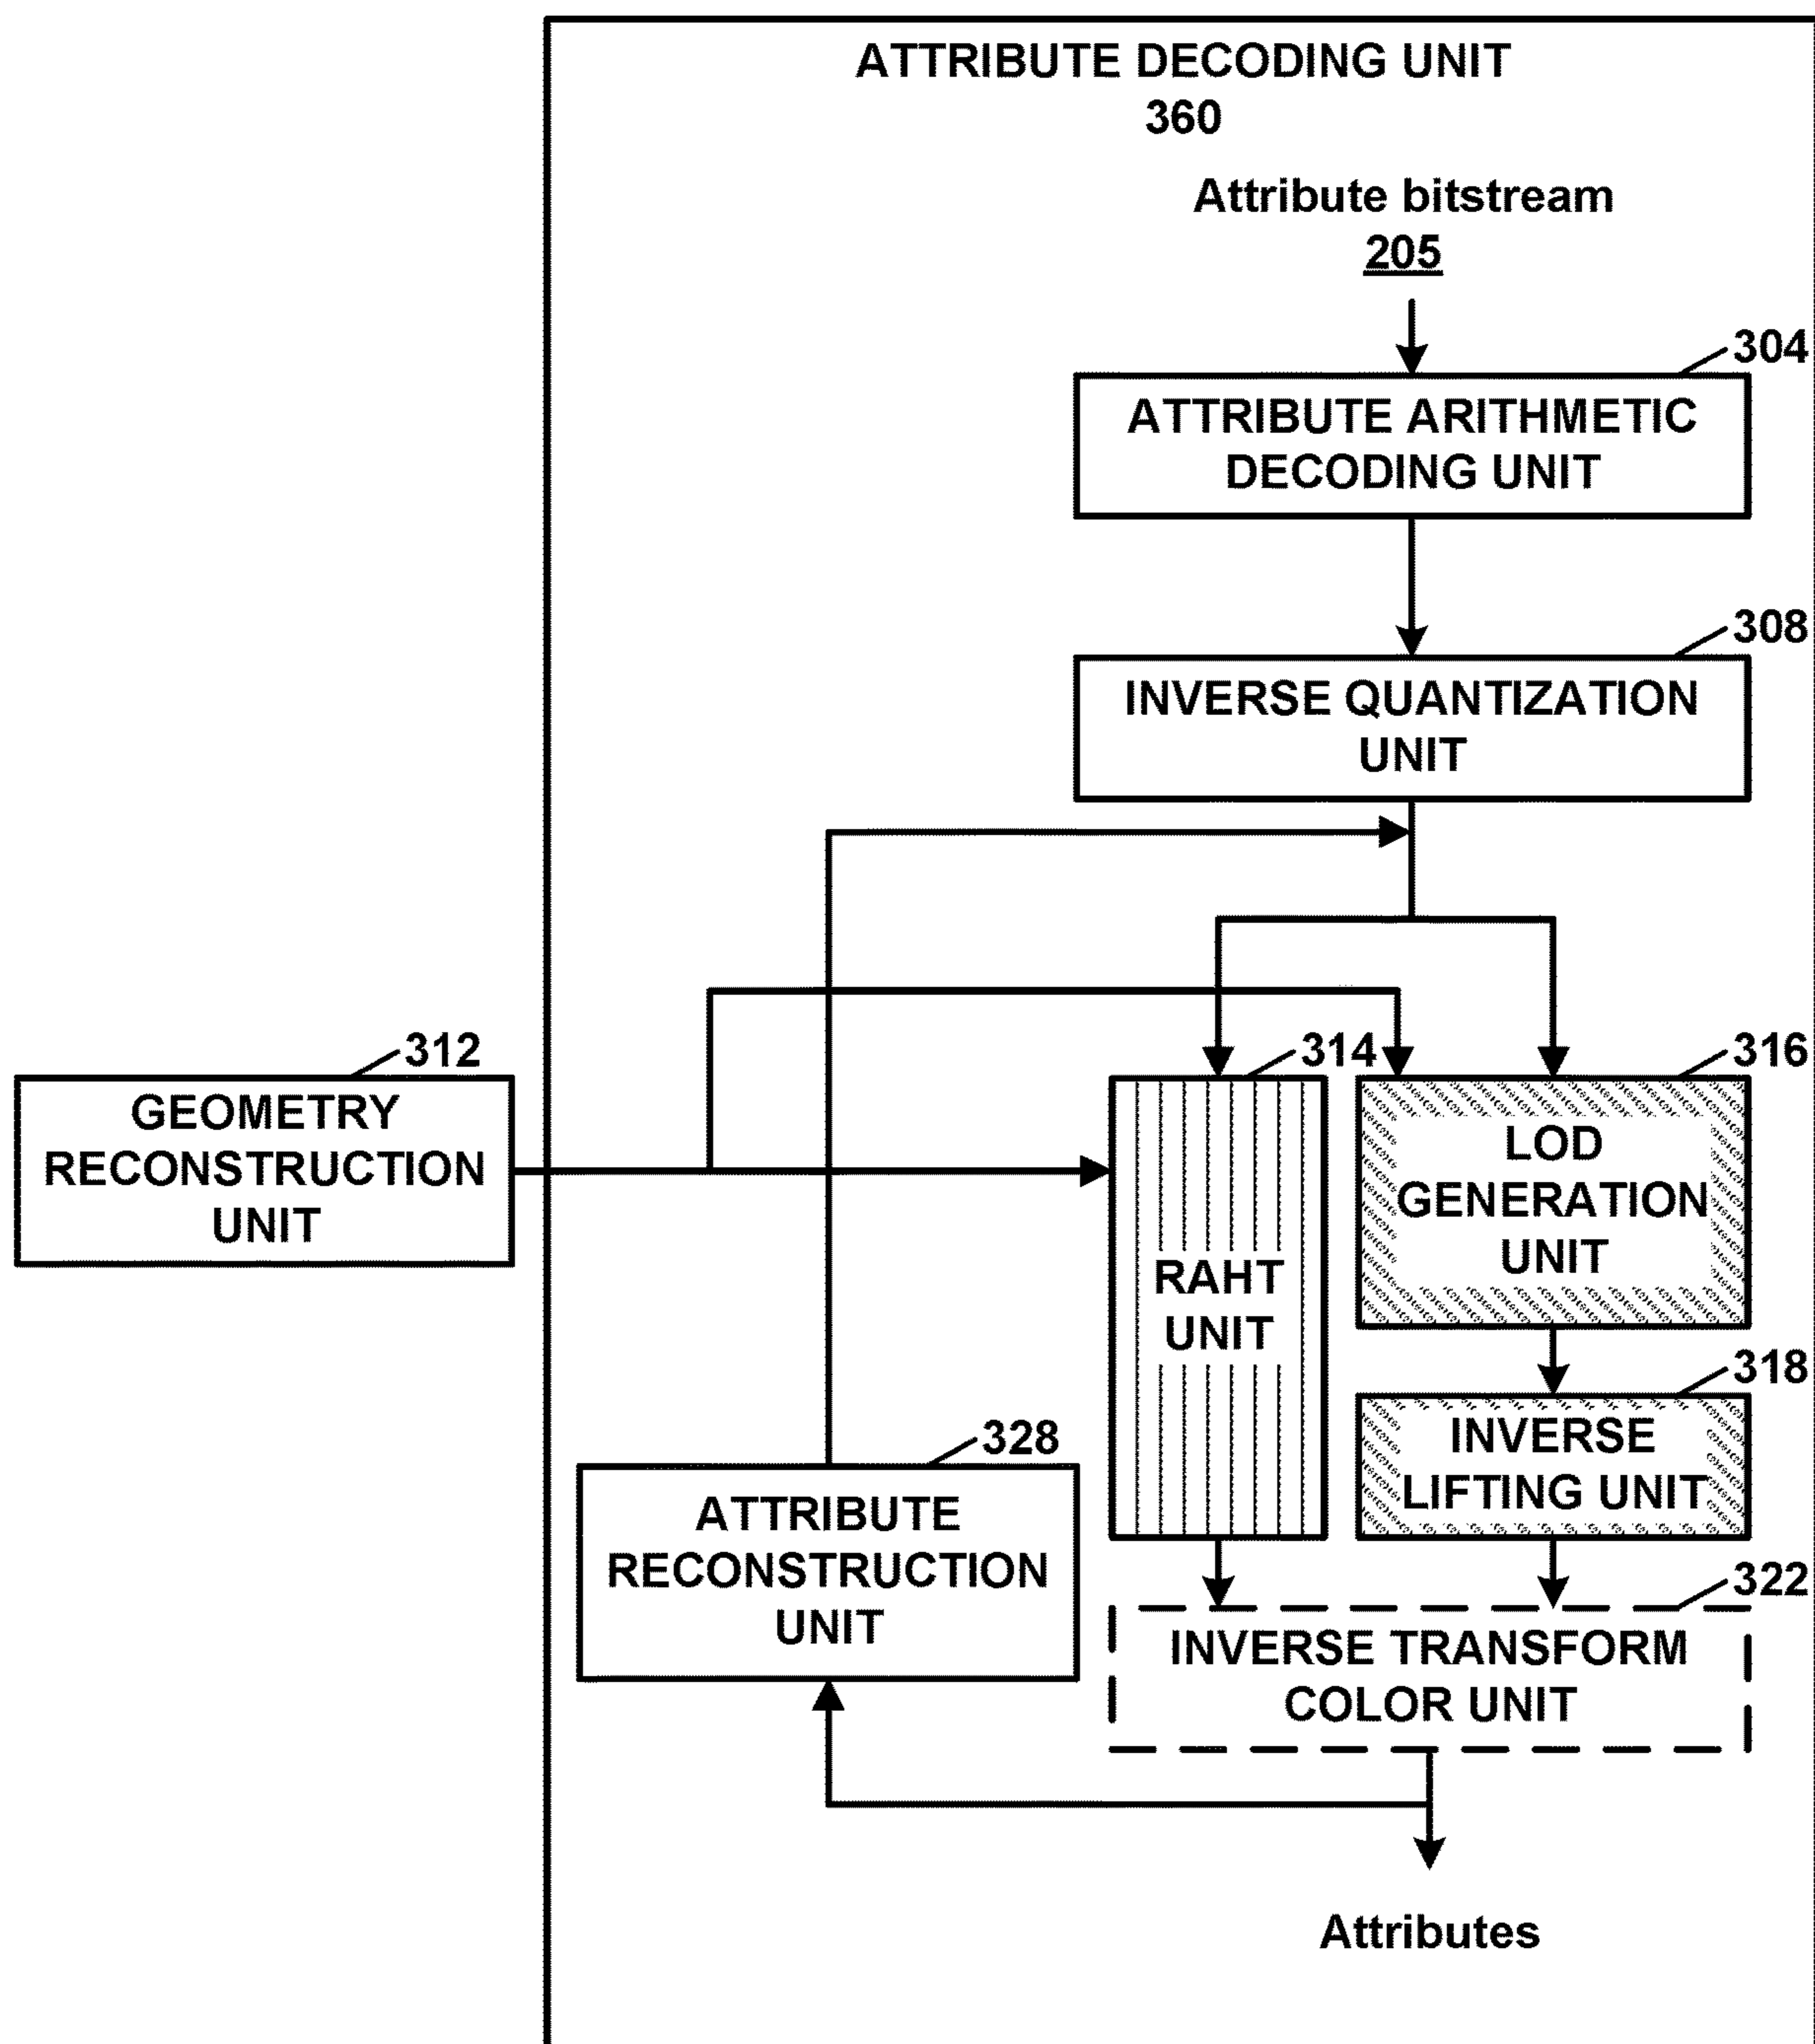 ATTRIBUTE DECODING UNIT
360
Attribute bitstream
205
304
ATTRIBUTE ARITHMETIC
DECODING UNIT
308
INVERSE QUANTIZATION
UNIT
312
GEOMETRY
RECONSTRUCTION
UNIT
314
RAHT
UNIT
316
LOD
GENERATION
UNIT
318
INVERSE
LIFTING UNIT
328
ATTRIBUTE
RECONSTRUCTION
UNIT
322
INVERSE TRANSFORM
COLOR UNIT
Attributes